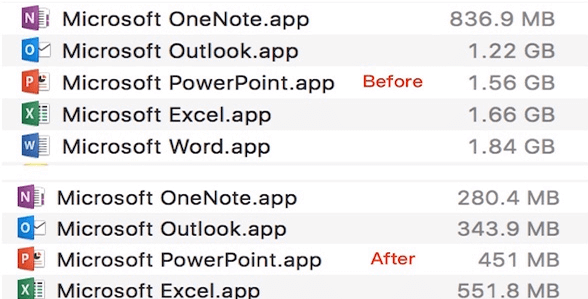 Microsoft OneNote.app 836.9 MB
Microsoft Outlook.app 1.22 GB
Microsoft PowerPoint.app Before 1.56 GB
Microsoft Excel.app 1.66 GB
Microsoft Word.app 1.84 GB
Microsoft OneNote.app 280.4 MB
Microsoft Outlook.app 343.9 MB
Microsoft PowerPoint.app After 451 MB
Microsoft Excel.app 551.8 MB